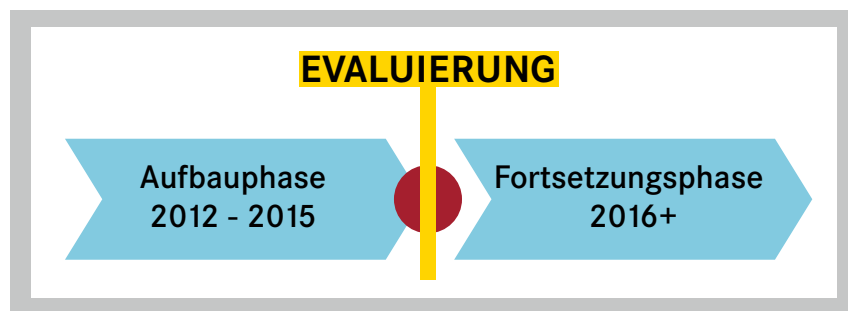 EVALUIERUNG
Aufbauphase
2012 - 2015
Fortsetzungsphase
2016+